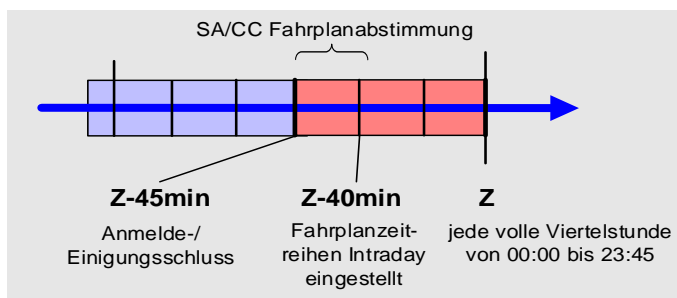 SA/CC Fahrplanabstimmung
Z-45min
Z-40min
Z
Anmelde-/
Einigungsschluss
Fahrplanzeit-
reihen Intraday
eingestellt
jede volle Viertelstunde
von 00:00 bis 23:45